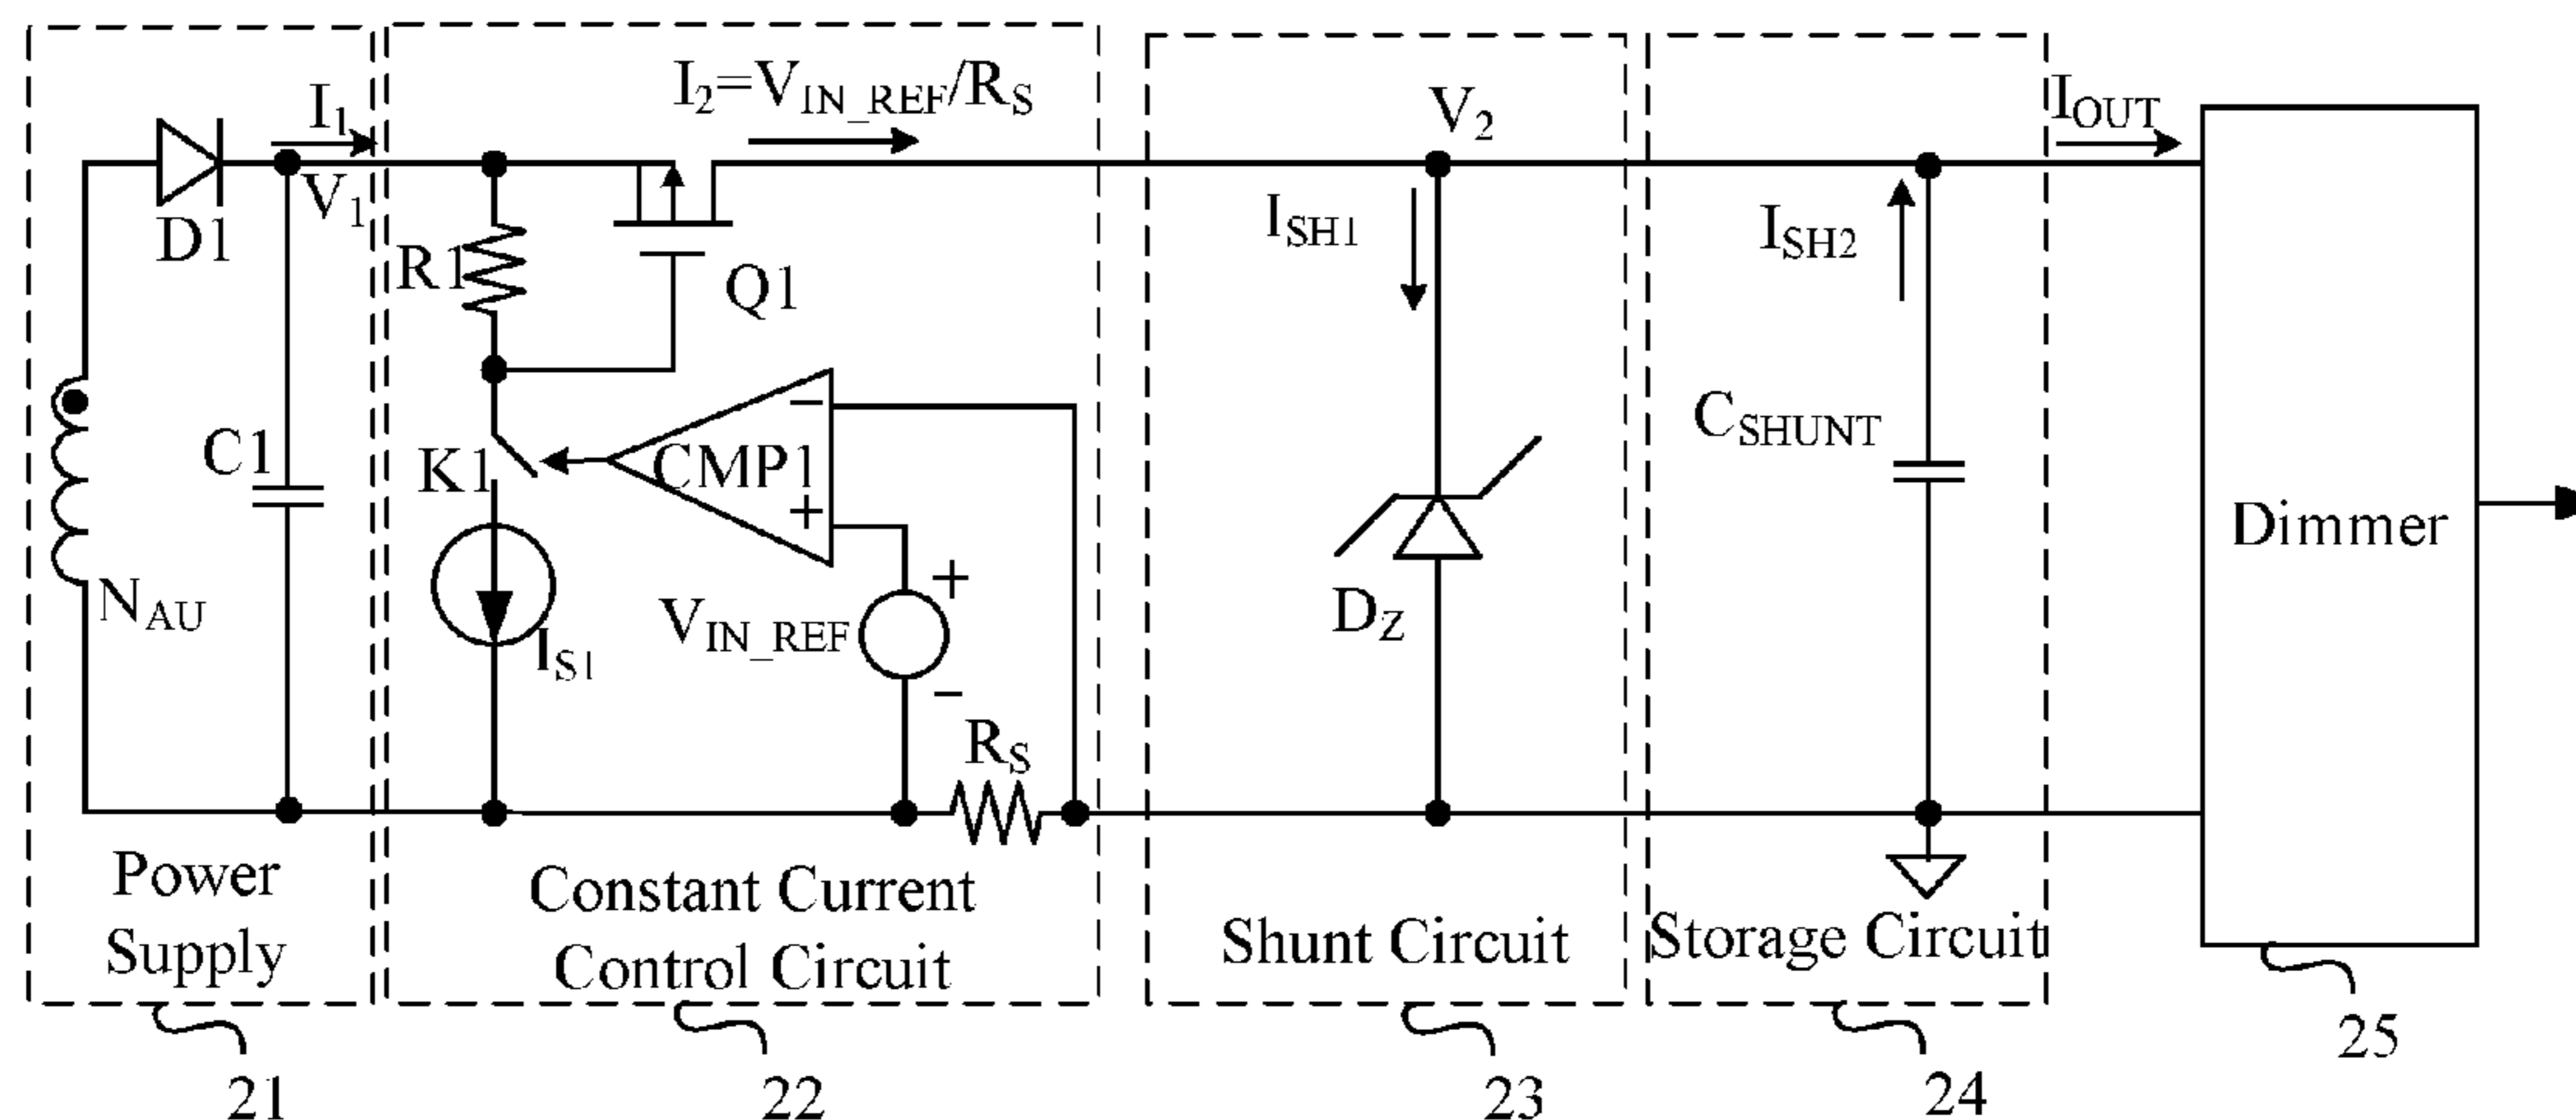 I1
I2=VIN_REF/RS
V2
IOUT
V1
D1
R1
Q1
ISH1
ISH2
C1
K1
CMP1
−
+
CSHUNT
Dimmer
NAU
IS1
VIN_REF
+
−
DZ
RS
Power
Supply
Constant Current
Control Circuit
Shunt Circuit
Storage Circuit
21
22
23
24
25